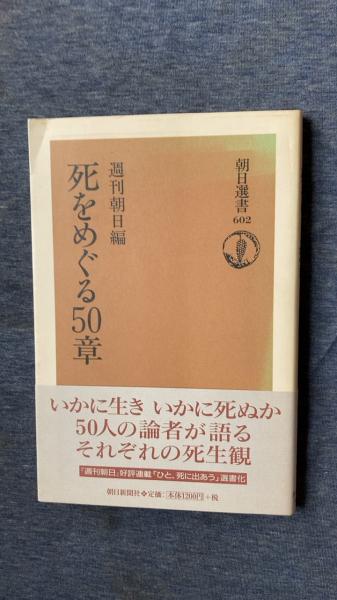 朝日選書
602
週刊朝日編
死をめぐる50章
いかに生き いかに死ぬか
50人の論者が語る
それぞれの死生観
『週刊朝日』好評連載「ひと、死に出あう」選書化
朝日新聞社❖定価:本体1200円+税